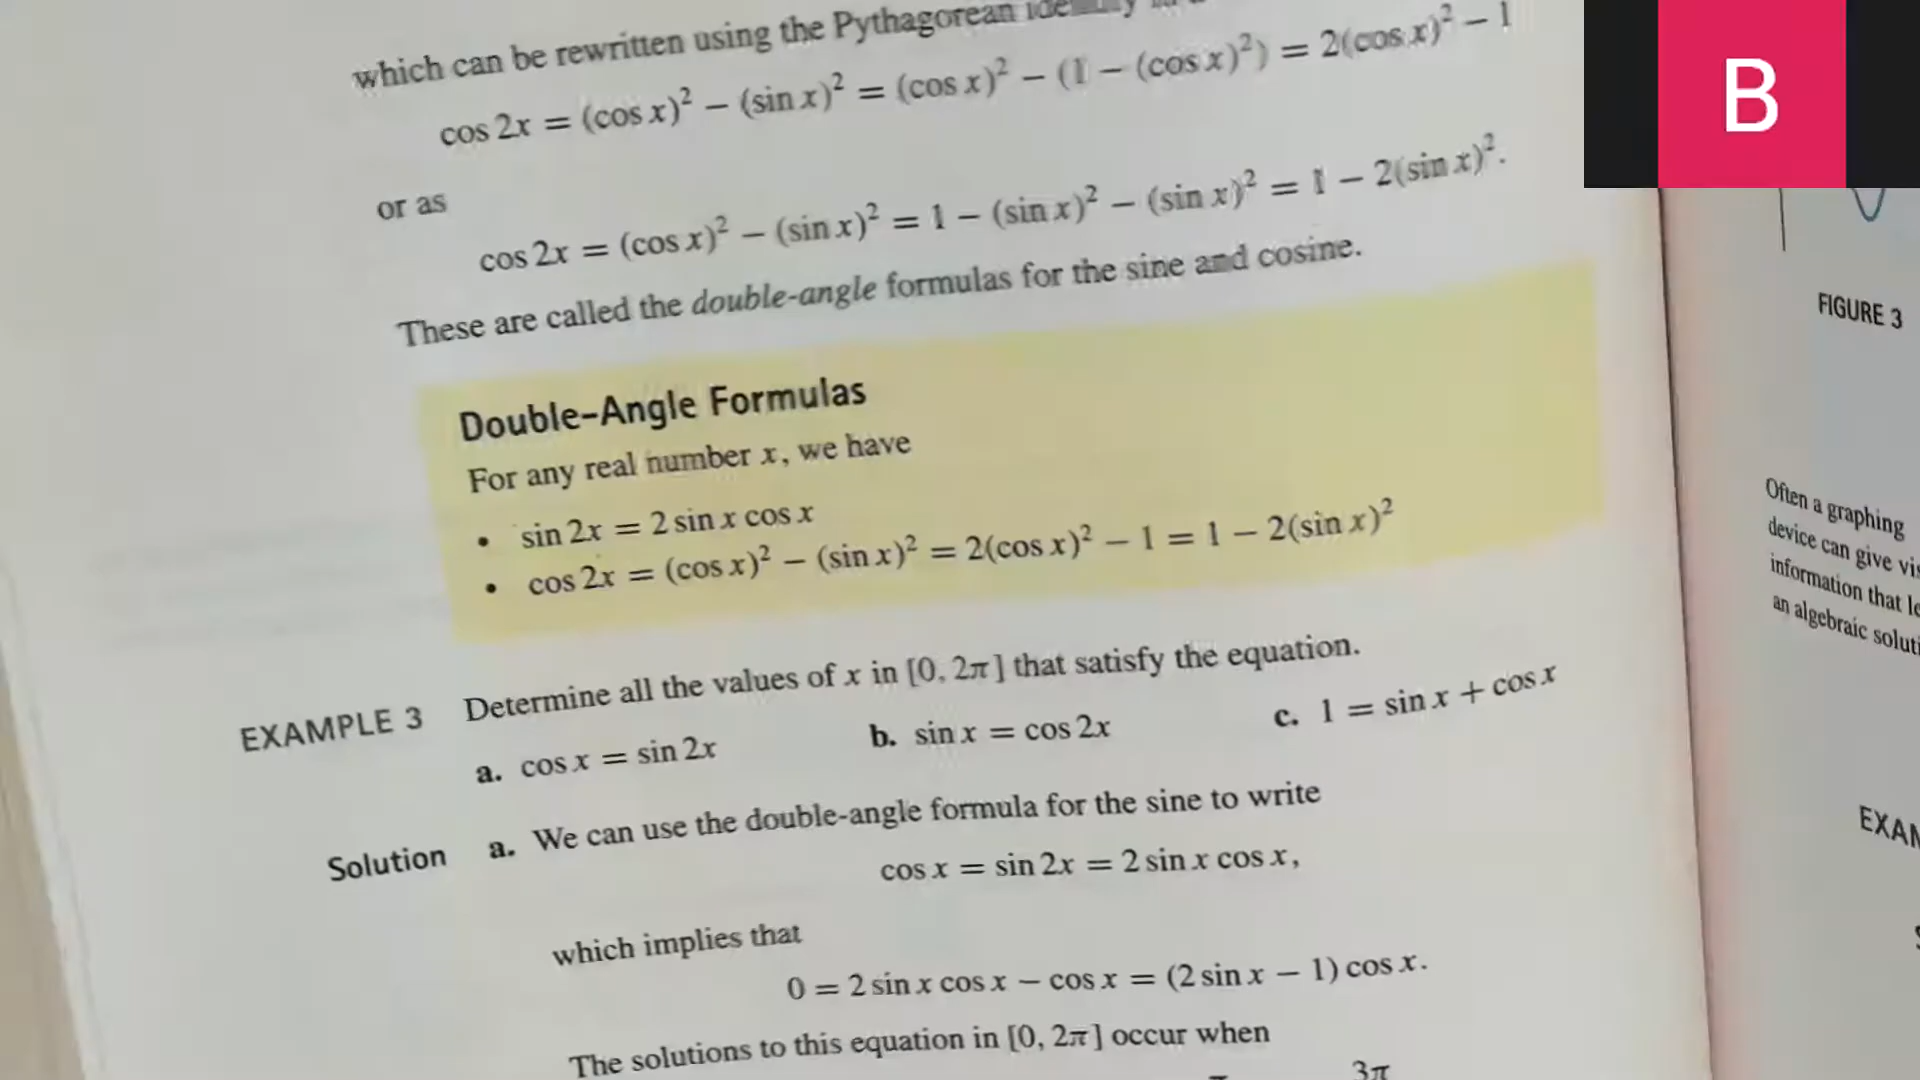 which can be rewritten using the Pythagorean
cos 2x = (cos x)² − (sin x)² = (cos x)² − (1 − (cos x)²) = 2(cos x)² − 1
or as
cos 2x = (cos x)² − (sin x)² = 1 − (sin x)² − (sin x)² = 1 − 2(sin x)².
These are called the double-angle formulas for the sine and cosine.
Double–Angle Formulas
For any real number x, we have
• sin 2x = 2 sin x cos x
• cos 2x = (cos x)² − (sin x)² = 2(cos x)² − 1 = 1 − 2(sin x)²
EXAMPLE 3 Determine all the values of x in [0, 2π] that satisfy the equation.
a. cos x = sin 2x b. sin x = cos 2x c. 1 = sin x + cos x
Solution a. We can use the double-angle formula for the sine to write
cos x = sin 2x = 2 sin x cos x,
which implies that
0 = 2 sin x cos x − cos x = (2 sin x − 1) cos x.
The solutions to this equation in [0, 2π] occur when
3π
B
FIGURE 3
Often a graphing
device can give
information that
an algebraic